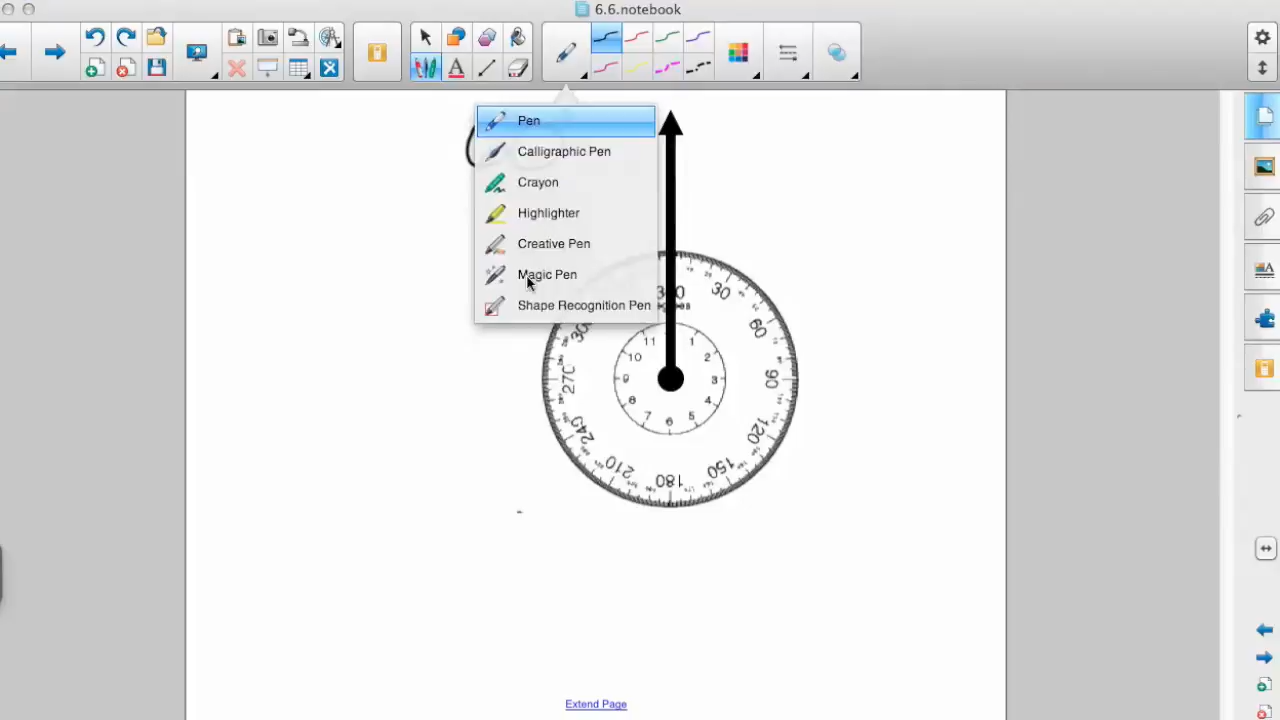 6.6.notebook
Pen
Calligraphic Pen
Crayon
Highlighter
Creative Pen
Magic Pen
Shape Recognition Pen
30
60
90
120
150
180
210
240
270
11
1
10
2
9
3
8
4
7
5
6
Extend Page